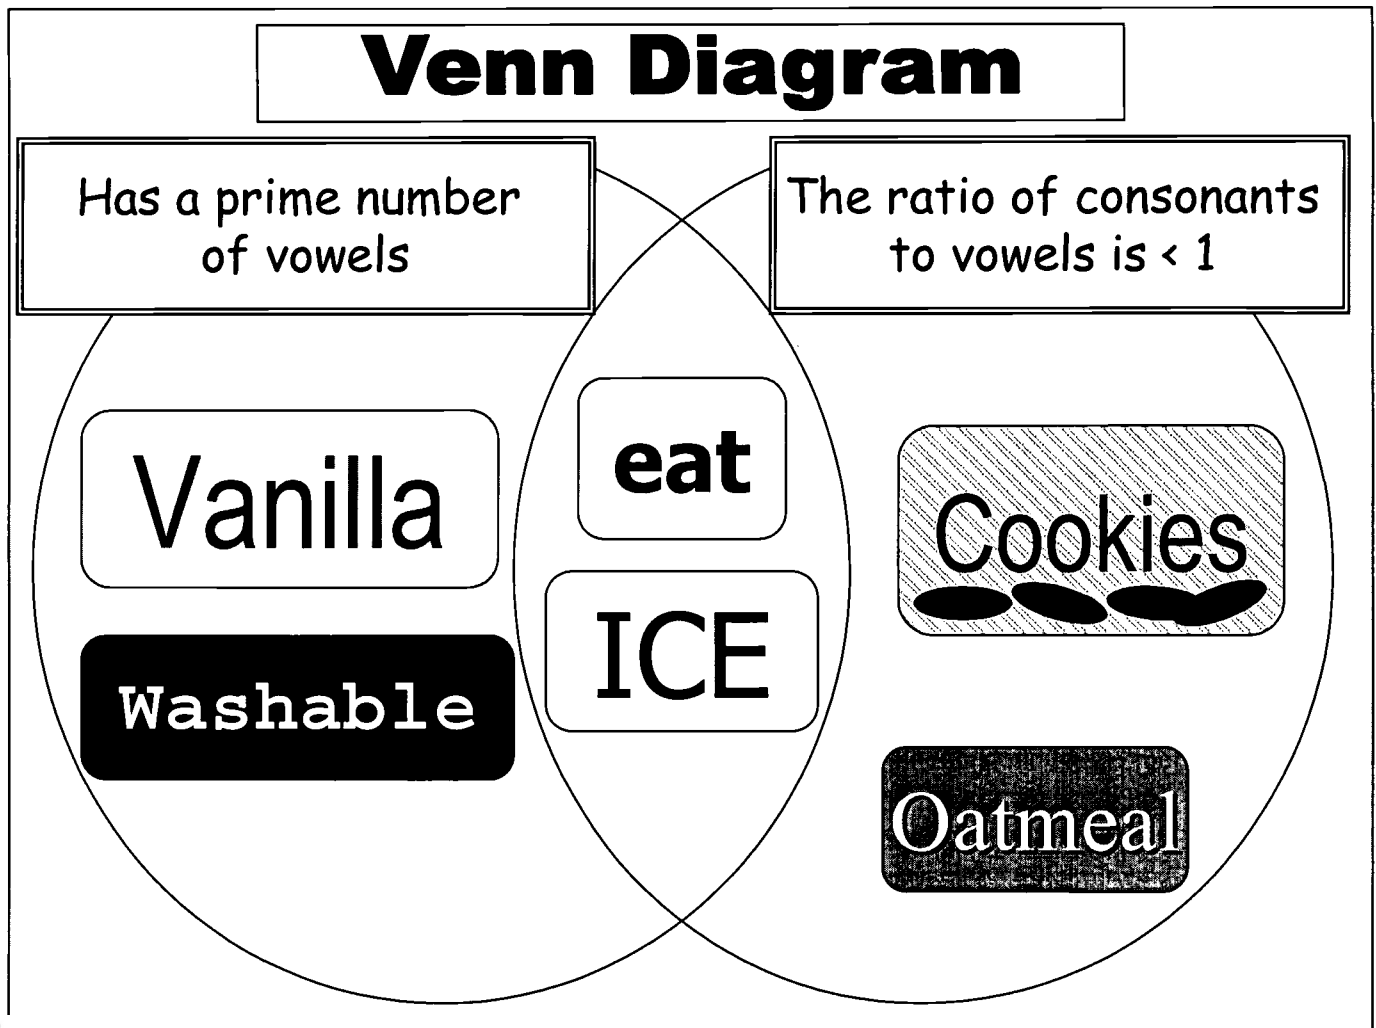 Venn Diagram
Has a prime number
of vowels
The ratio of consonants
to vowels is < 1
Vanilla
Washable
eat
ICE
Cookies
Oatmeal